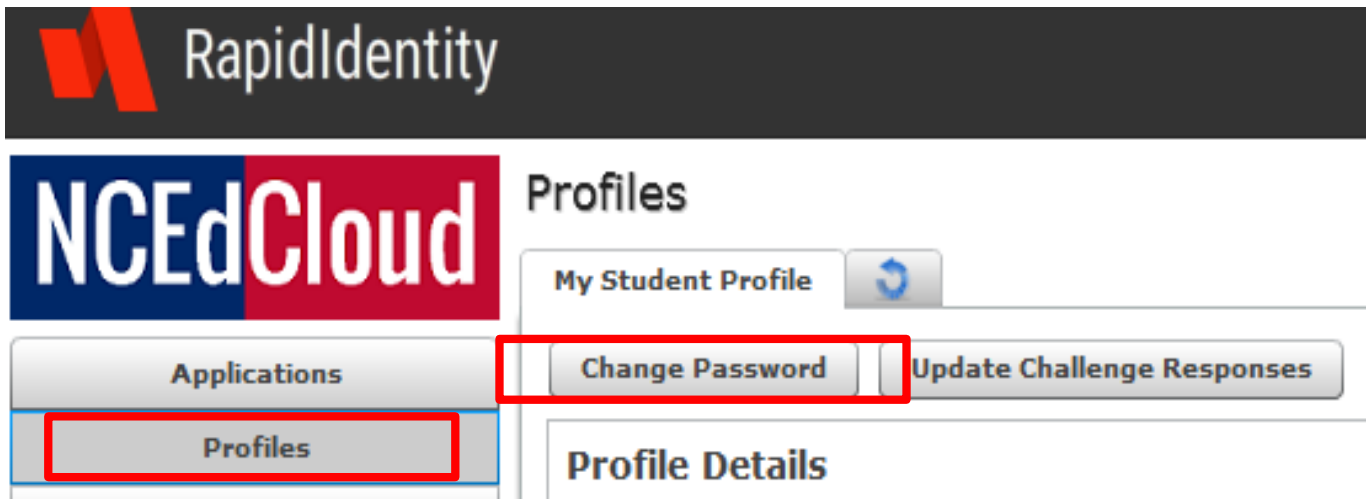 RapidIdentity
NCEdCloud
Profiles
My Student Profile
Applications
Change Password
Update Challenge Responses
Profiles
Profile Details